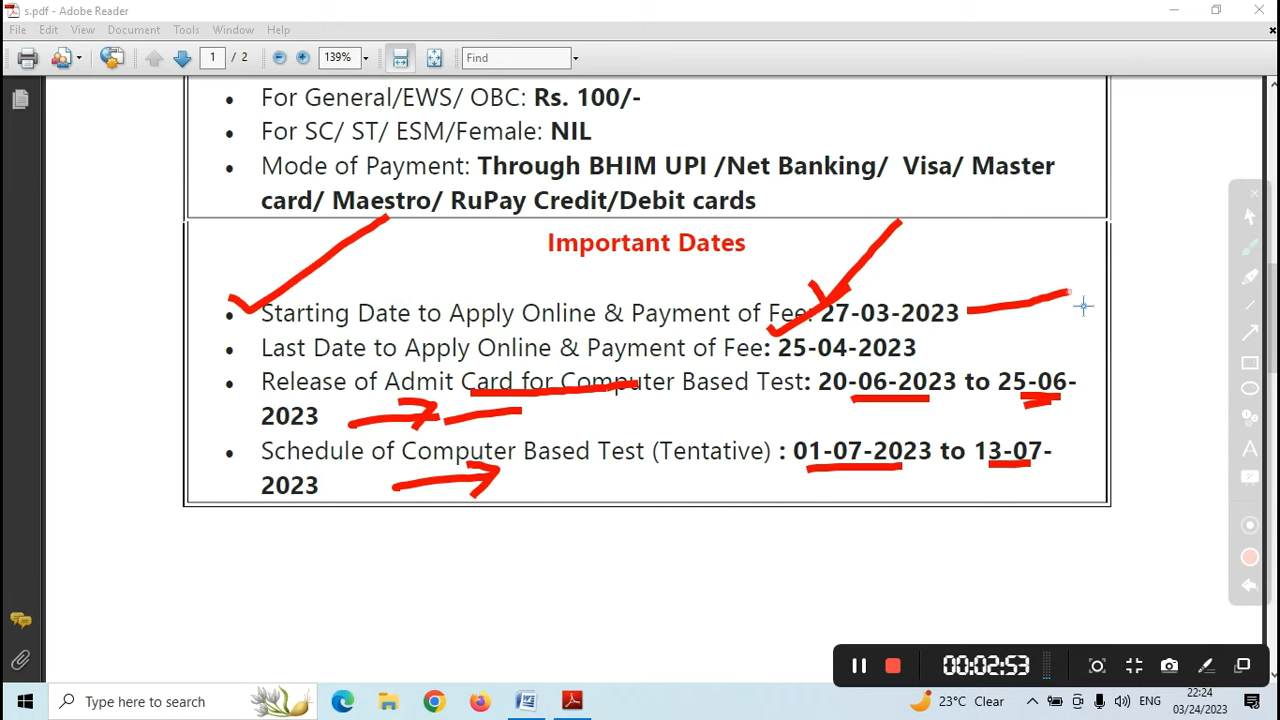 s.pdf - Adobe Reader
File Edit View Document Tools Window Help
1 / 2 139% Find
• For General/EWS/ OBC: Rs. 100/-
• For SC/ ST/ ESM/Female: NIL
• Mode of Payment: Through BHIM UPI /Net Banking/ Visa/ Master
card/ Maestro/ RuPay Credit/Debit cards
Important Dates
• Starting Date to Apply Online & Payment of Fee: 27-03-2023
• Last Date to Apply Online & Payment of Fee: 25-04-2023
• Release of Admit Card for Computer Based Test: 20-06-2023 to 25-06-
2023
• Schedule of Computer Based Test (Tentative) : 01-07-2023 to 13-07-
2023
00:02:53
Type here to search
23°C Clear
ENG
22:24
03/24/2023